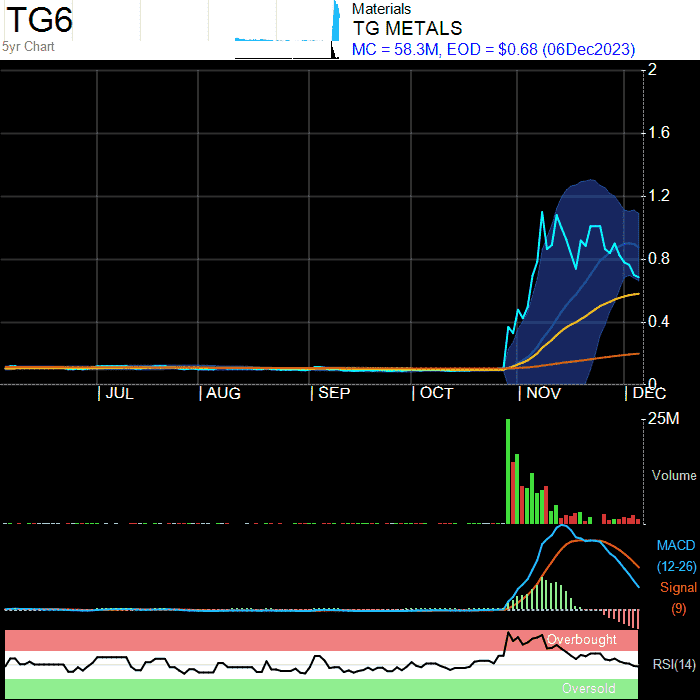 TG6
5yr Chart
Materials
TG METALS
MC = 58.3M, EOD = $0.68 (06Dec2023)
2
1.6
1.2
0.8
0.4
0
JUL AUG SEP OCT NOV DEC
25M
Volume
MACD
(12-26)
Signal
(9)
Overbought
RSI(14)
Oversold